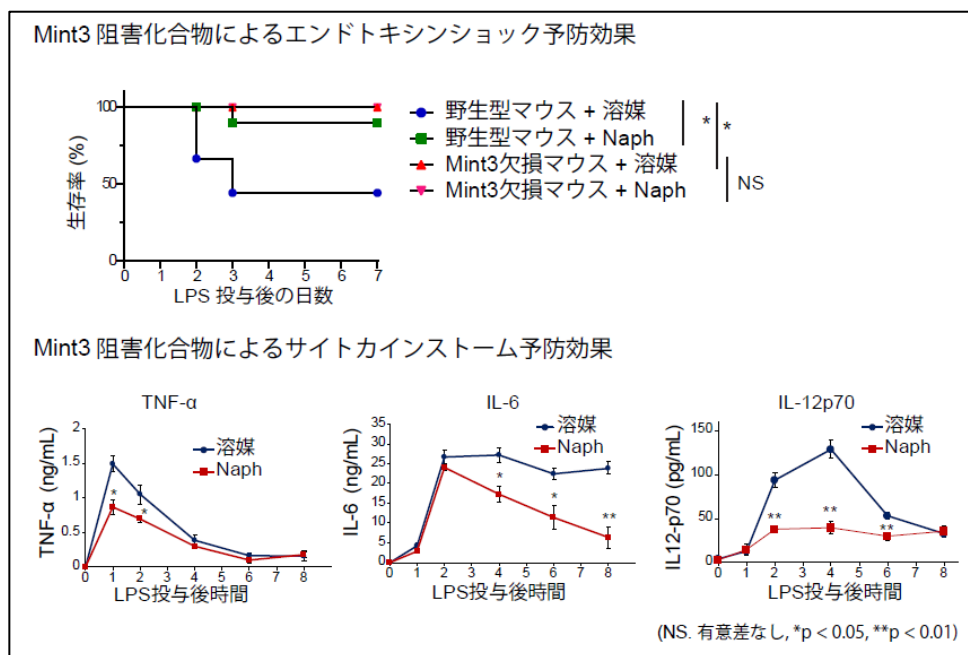 Mint3 阻害化合物によるエンドトキシンショック予防効果
生存率 (%)
100
50
0
0 1 2 3 4 5 6 7
LPS 投与後の日数
野生型マウス + 溶媒
野生型マウス + Naph
Mint3欠損マウス + 溶媒
Mint3欠損マウス + Naph
* *
NS
Mint3 阻害化合物によるサイトカインストーム予防効果
TNF-α
TNF-α (ng/mL)
2
1.5
1
0.5
0
溶媒
Naph
*
*
0 1 2 4 6 8
LPS投与後時間
IL-6
IL-6 (ng/mL)
35
30
25
20
15
10
5
0
溶媒
Naph
*
*
**
0 1 2 4 6 8
LPS投与後時間
IL-12p70
IL12-p70 (pg/mL)
150
100
50
0
溶媒
Naph
**
**
**
0 1 2 4 6 8
LPS投与後時間
(NS. 有意差なし, *p < 0.05, **p < 0.01)